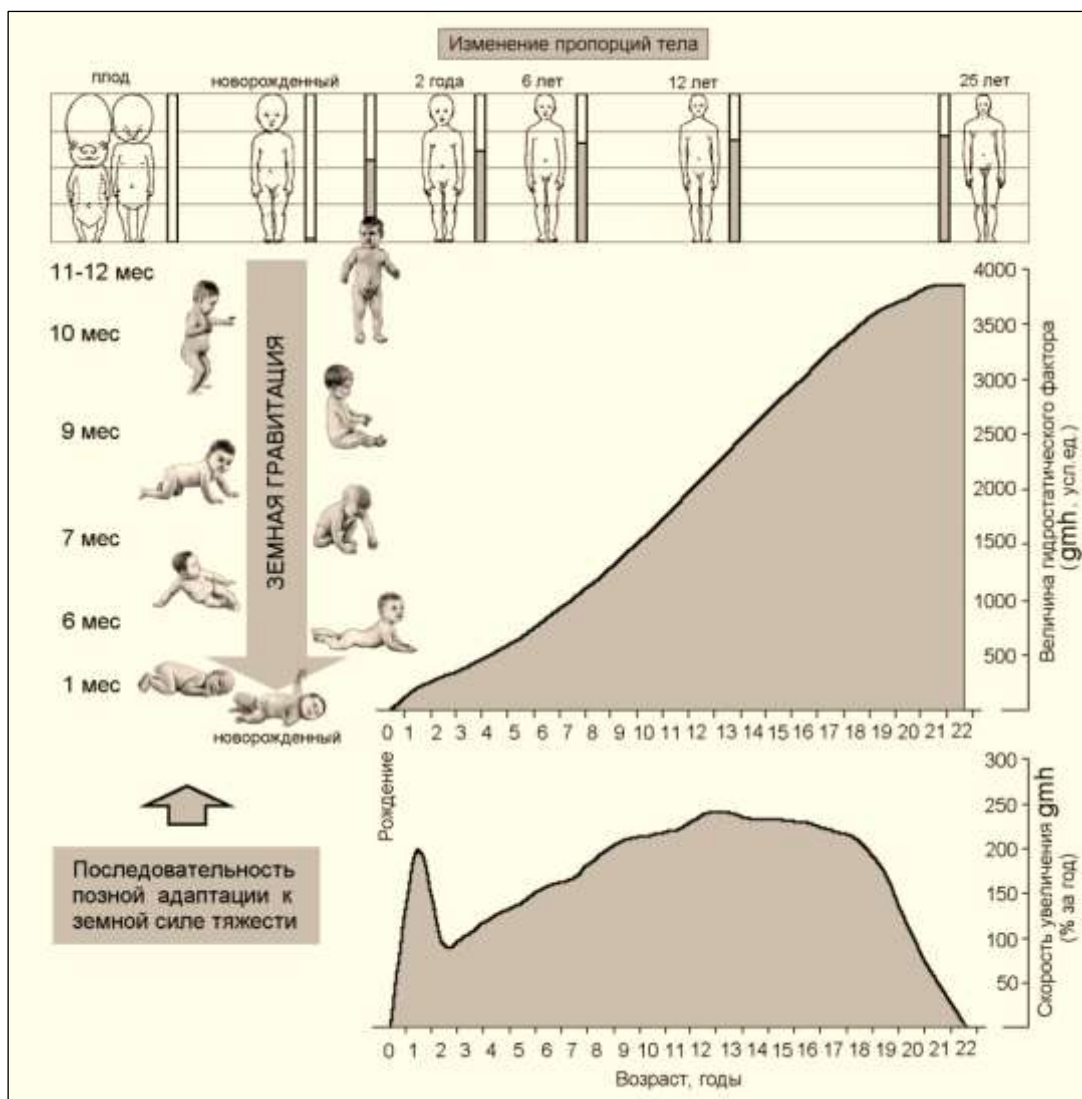 Изменение пропорций тела
плод
новорожденный
2 года
6 лет
12 лет
25 лет
11-12 мес
10 мес
9 мес
7 мес
6 мес
1 мес
ЗЕМНАЯ ГРАВИТАЦИЯ
новорожденный
4000
3500
3000
2500
2000
1500
1000
500
Величина гидростатического фактора
(gmh, усл.ед.)
0 1 2 3 4 5 6 7 8 9 10 11 12 13 14 15 16 17 18 19 20 21 22
Рождение
Последовательность
позной адаптации к
земной силе тяжести
300
250
200
150
100
50
Скорость увеличения gmh
(% за год)
0 1 2 3 4 5 6 7 8 9 10 11 12 13 14 15 16 17 18 19 20 21 22
Возраст, годы